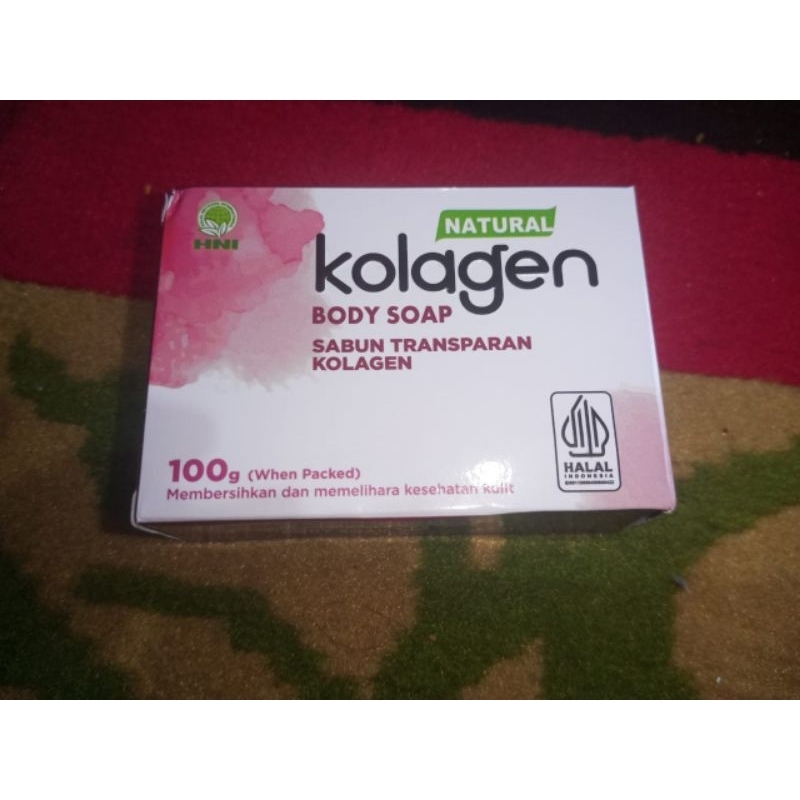 HNI
NATURAL
kolagen
BODY SOAP
SABUN TRANSPARAN
KOLAGEN
100g (When Packed)
Membersihkan dan memelihara kesehatan kulit
HALAL
INDONESIA